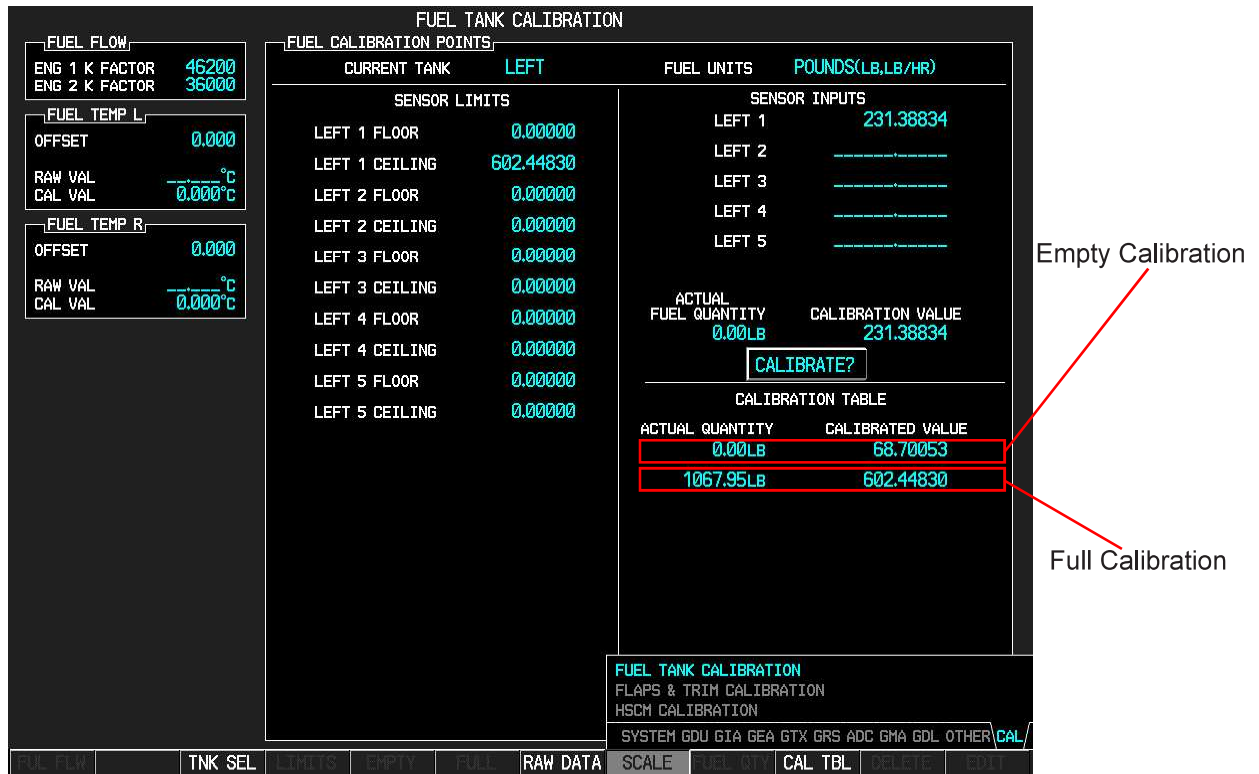 FUEL TANK CALIBRATION
FUEL FLOW
ENG 1 K FACTOR 46200
ENG 2 K FACTOR 36000
FUEL TEMP L
OFFSET 0.000
RAW VAL __.___°C
CAL VAL 0.000°C
FUEL TEMP R
OFFSET 0.000
RAW VAL __.___°C
CAL VAL 0.000°C
FUEL CALIBRATION POINTS
CURRENT TANK LEFT FUEL UNITS POUNDS(LB,LB/HR)
SENSOR LIMITS
LEFT 1 FLOOR 0.00000
LEFT 1 CEILING 602.44830
LEFT 2 FLOOR 0.00000
LEFT 2 CEILING 0.00000
LEFT 3 FLOOR 0.00000
LEFT 3 CEILING 0.00000
LEFT 4 FLOOR 0.00000
LEFT 4 CEILING 0.00000
LEFT 5 FLOOR 0.00000
LEFT 5 CEILING 0.00000
SENSOR INPUTS
LEFT 1 231.38834
LEFT 2 ______._____
LEFT 3 ______._____
LEFT 4 ______._____
LEFT 5 ______._____
ACTUAL
FUEL QUANTITY CALIBRATION VALUE
0.00LB 231.38834
CALIBRATE?
CALIBRATION TABLE
ACTUAL QUANTITY CALIBRATED VALUE
0.00LB 68.70053
1067.95LB 602.44830
Empty Calibration
Full Calibration
FUEL TANK CALIBRATION
FLAPS & TRIM CALIBRATION
HSCM CALIBRATION
SYSTEM GDU GIA GEA GTX GRS ADC GMA GDL OTHER CAL
FUL FLW TNK SEL LIMITS EMPTY FULL RAW DATA SCALE FUEL QTY CAL TBL DELETE EDIT